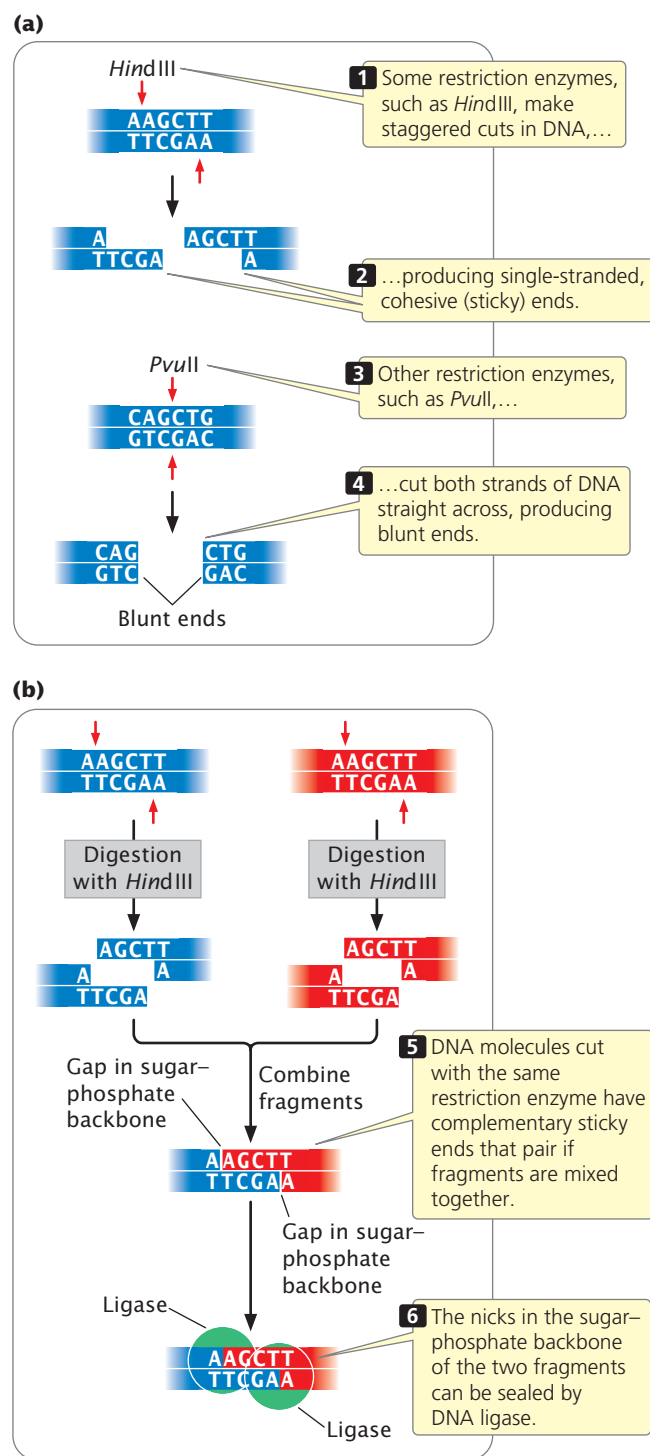 (a)
HindIII
AAGCTT
TTCGAA
1 Some restriction enzymes,
such as HindIII, make
staggered cuts in DNA,…
A
TTCGA
AGCTT
A
2 …producing single-stranded,
cohesive (sticky) ends.
PvuII
CAGCTG
GTCGAC
3 Other restriction enzymes,
such as PvuII,…
4 …cut both strands of DNA
straight across, producing
blunt ends.
CAG
GTC
CTG
GAC
Blunt ends
(b)
AAGCTT
TTCGAA
AAGCTT
TTCGAA
Digestion
with HindIII
Digestion
with HindIII
AGCTT
A
A
TTCGA
AGCTT
A
A
TTCGA
Gap in sugar–
phosphate
backbone
Combine
fragments
5 DNA molecules cut
with the same
restriction enzyme have
complementary sticky
ends that pair if
fragments are mixed
together.
AAGCTT
TTCGAA
Gap in sugar–
phosphate
backbone
Ligase
AAGCTT
TTCGAA
Ligase
6 The nicks in the sugar–
phosphate backbone
of the two fragments
can be sealed by
DNA ligase.